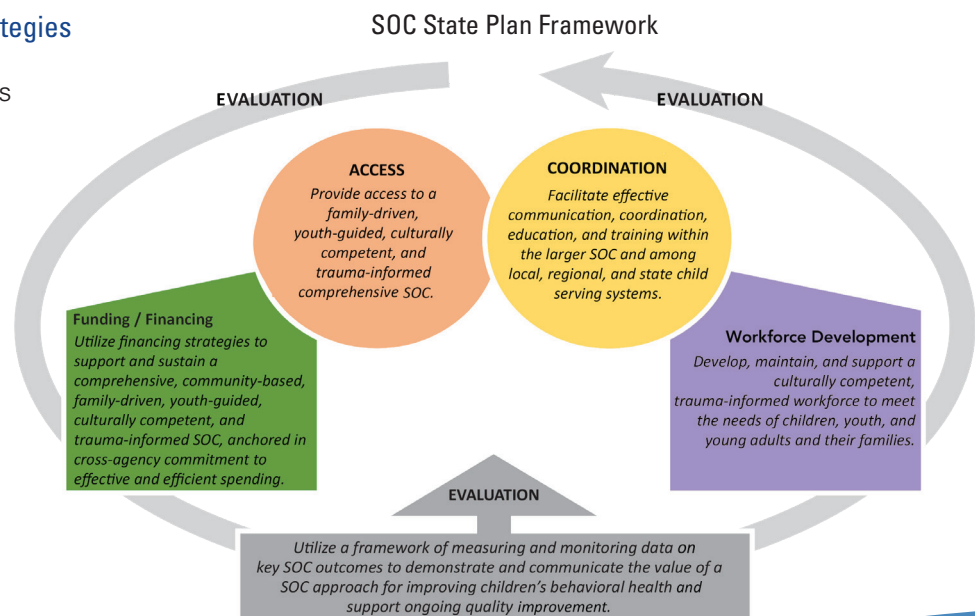 tegies
SOC State Plan Framework
s
EVALUATION
EVALUATION
ACCESS
Provide access to a
family-driven,
youth-guided, culturally
competent, and
trauma-informed
comprehensive SOC.
COORDINATION
Facilitate effective
communication, coordination,
education, and training within
the larger SOC and among
local, regional, and state child
serving systems.
Funding / Financing
Utilize financing strategies to
support and sustain a
comprehensive, community-based,
family-driven, youth-guided,
culturally competent, and
trauma-informed SOC, anchored in
cross-agency commitment to
effective and efficient spending.
Workforce Development
Develop, maintain, and support a
culturally competent,
trauma-informed workforce to meet
the needs of children, youth, and
young adults and their families.
EVALUATION
Utilize a framework of measuring and monitoring data on
key SOC outcomes to demonstrate and communicate the value of a
SOC approach for improving children’s behavioral health and
support ongoing quality improvement.